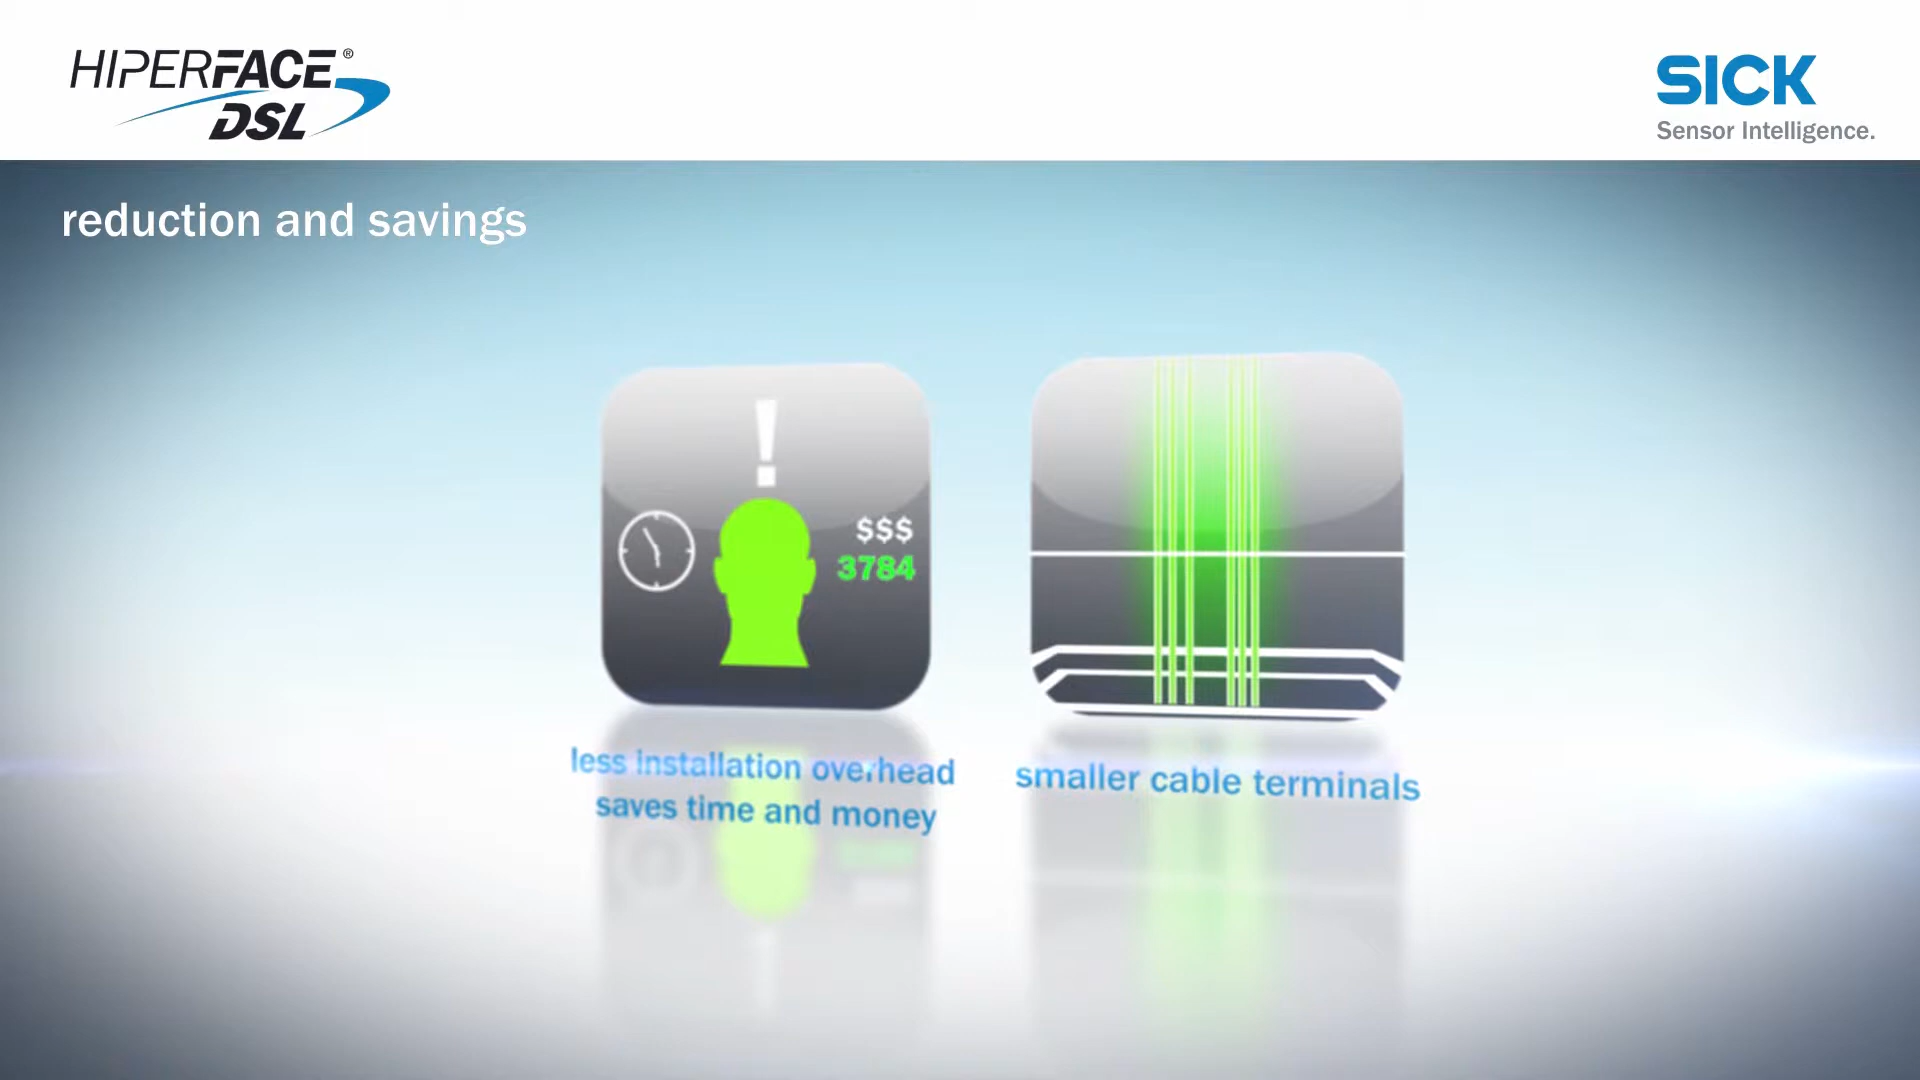 HIPERFACE®
DSL
SICK
Sensor Intelligence.
reduction and savings
!
$$$
3784
less installation overhead
saves time and money
smaller cable terminals